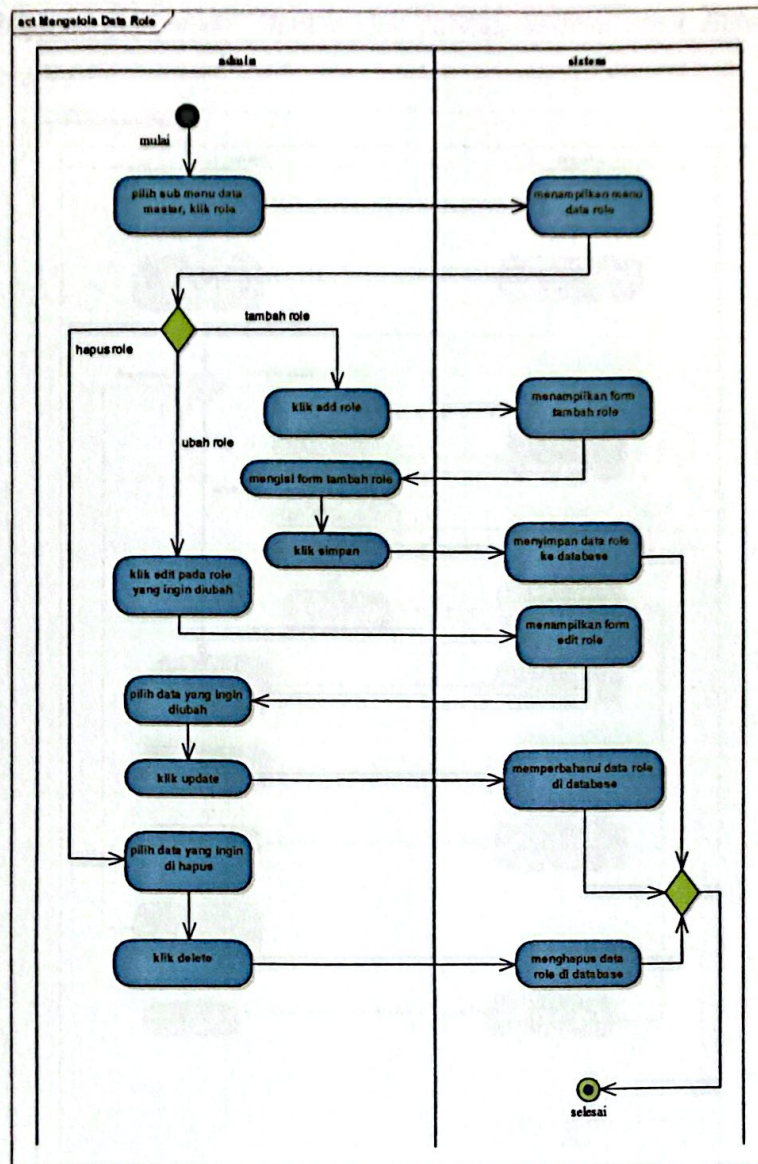 act Mengelola Data Role
admin
sistem
mulai
pilih sub menu data
master, klik role
menampilkan menu
data role
tambah role
hapus role
ubah role
klik add role
menampilkan form
tambah role
mengisi form tambah role
klik simpan
menyimpan data role
ke database
klik edit pada role
yang ingin diubah
menampilkan form
edit role
pilih data yang ingin
diubah
klik update
memperbaharui data role
di database
pilih data yang ingin
di hapus
klik delete
menghapus data
role di database
selesai